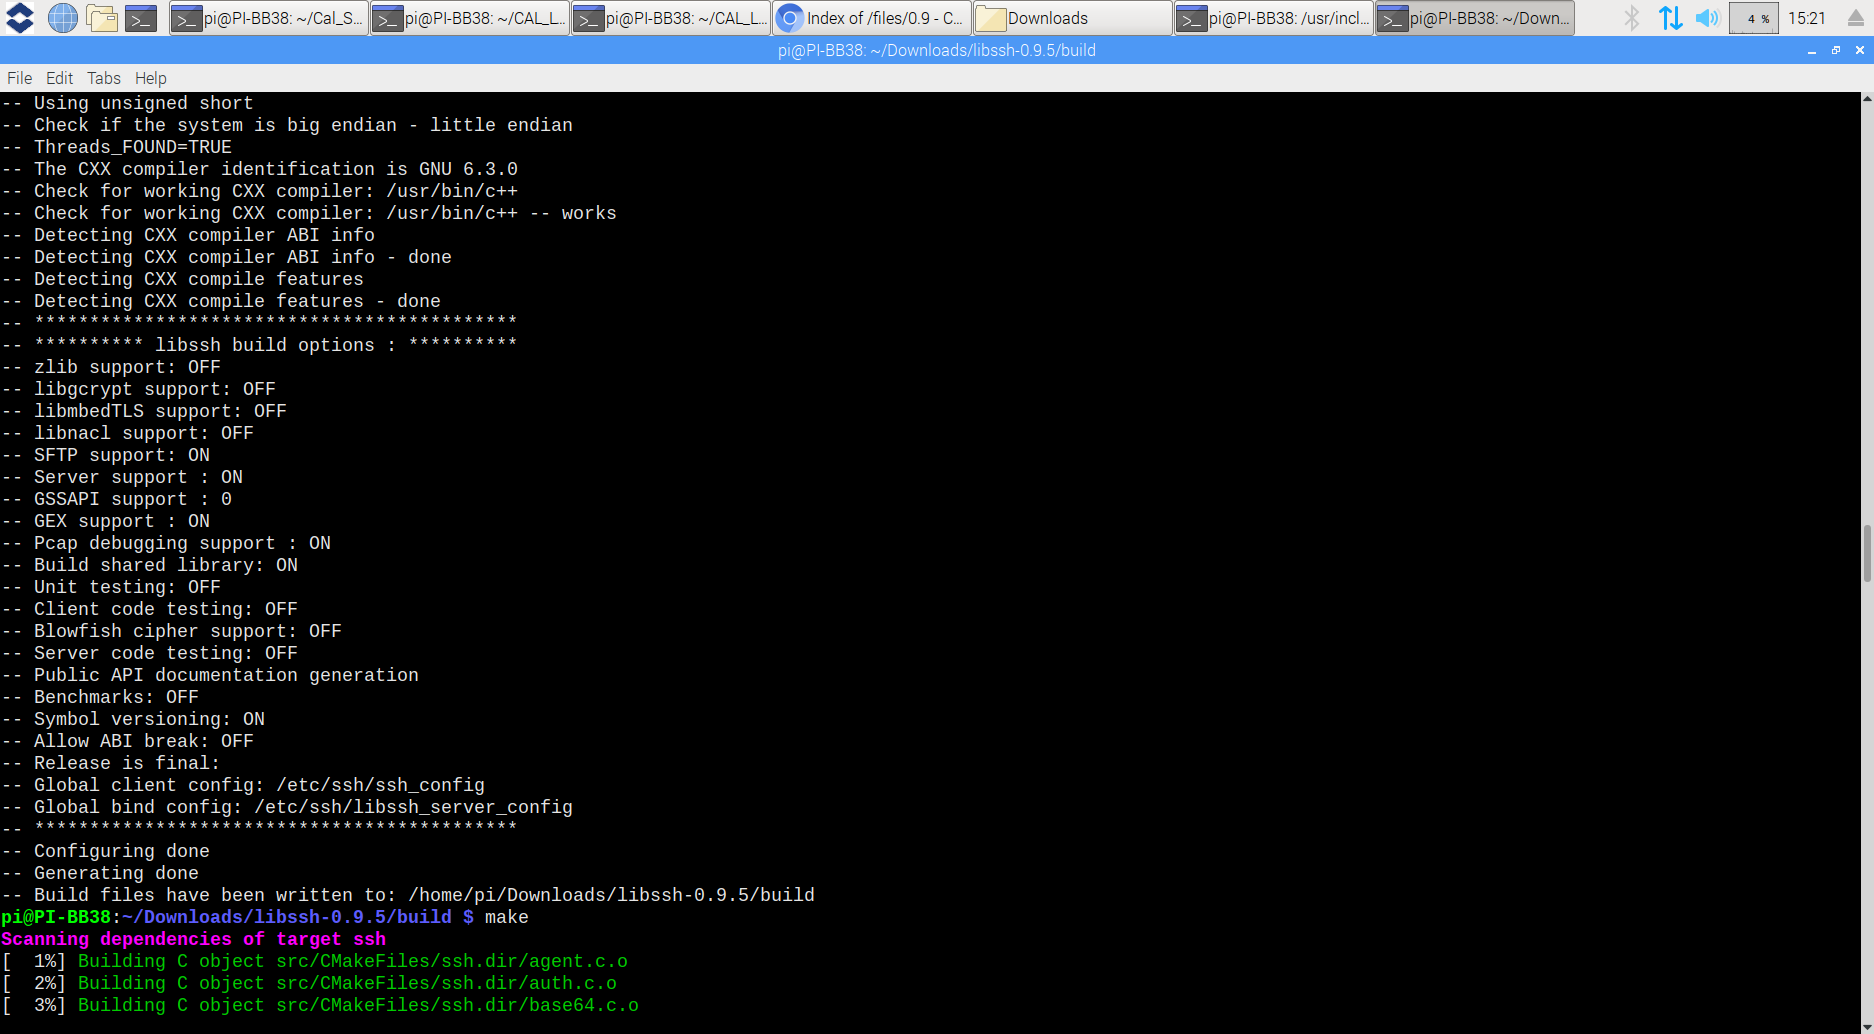 pi@PI-BB38: ~/Cal_S... pi@PI-BB38: ~/CAL_L... pi@PI-BB38: ~/CAL_L... Index of /files/0.9 - C... Downloads pi@PI-BB38: /usr/incl... pi@PI-BB38: ~/Down... 4 % 15:21
pi@PI-BB38: ~/Downloads/libssh-0.9.5/build
File Edit Tabs Help
-- Using unsigned short
-- Check if the system is big endian - little endian
-- Threads_FOUND=TRUE
-- The CXX compiler identification is GNU 6.3.0
-- Check for working CXX compiler: /usr/bin/c++
-- Check for working CXX compiler: /usr/bin/c++ -- works
-- Detecting CXX compiler ABI info
-- Detecting CXX compiler ABI info - done
-- Detecting CXX compile features
-- Detecting CXX compile features - done
-- ********************************************
-- ********** libssh build options : **********
-- zlib support: OFF
-- libgcrypt support: OFF
-- libmbedTLS support: OFF
-- libnacl support: OFF
-- SFTP support: ON
-- Server support : ON
-- GSSAPI support : 0
-- GEX support : ON
-- Pcap debugging support : ON
-- Build shared library: ON
-- Unit testing: OFF
-- Client code testing: OFF
-- Blowfish cipher support: OFF
-- Server code testing: OFF
-- Public API documentation generation
-- Benchmarks: OFF
-- Symbol versioning: ON
-- Allow ABI break: OFF
-- Release is final:
-- Global client config: /etc/ssh/ssh_config
-- Global bind config: /etc/ssh/libssh_server_config
-- ********************************************
-- Configuring done
-- Generating done
-- Build files have been written to: /home/pi/Downloads/libssh-0.9.5/build
pi@PI-BB38:~/Downloads/libssh-0.9.5/build $ make
Scanning dependencies of target ssh
[  1%] Building C object src/CMakeFiles/ssh.dir/agent.c.o
[  2%] Building C object src/CMakeFiles/ssh.dir/auth.c.o
[  3%] Building C object src/CMakeFiles/ssh.dir/base64.c.o